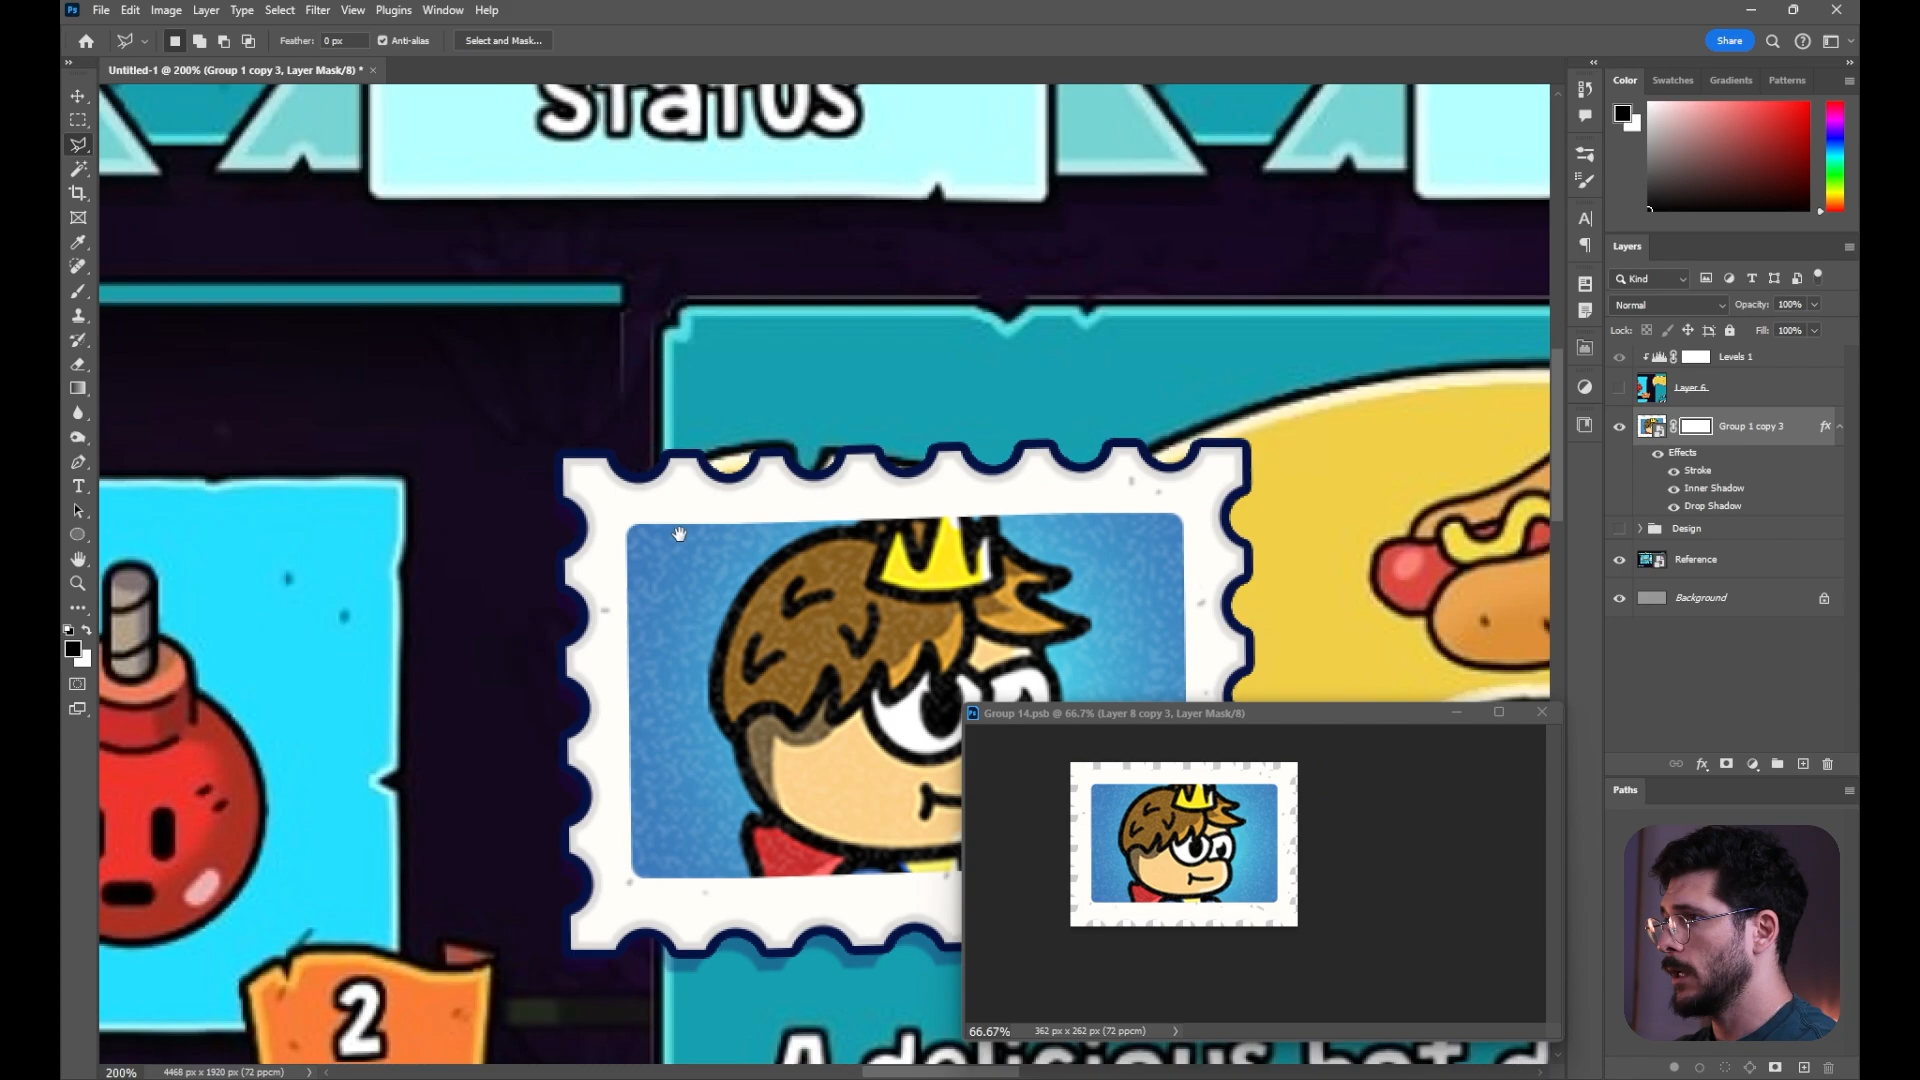 Ps File Edit Image Layer Type Select Filter View Plugins Window Help
Feather: 0 px Anti-alias Select and Mask... Share
Untitled-1 @ 200% (Group 1 copy 3, Layer Mask/8) *
Color Swatches Gradients Patterns
Status
Layers
Kind
Normal Opacity: 100%
Lock: Fill: 100%
Levels 1
Layer 6
Group 1 copy 3 fx
Effects
Stroke
Inner Shadow
Drop Shadow
Design
Reference
Background
fx
Paths
Group 14.psb @ 66.7% (Layer 8 copy 3, Layer Mask/8)
66.67% 362 px x 262 px (72 ppcm)
2
A delicious hot d
200% 4468 px x 1920 px (72 ppcm)